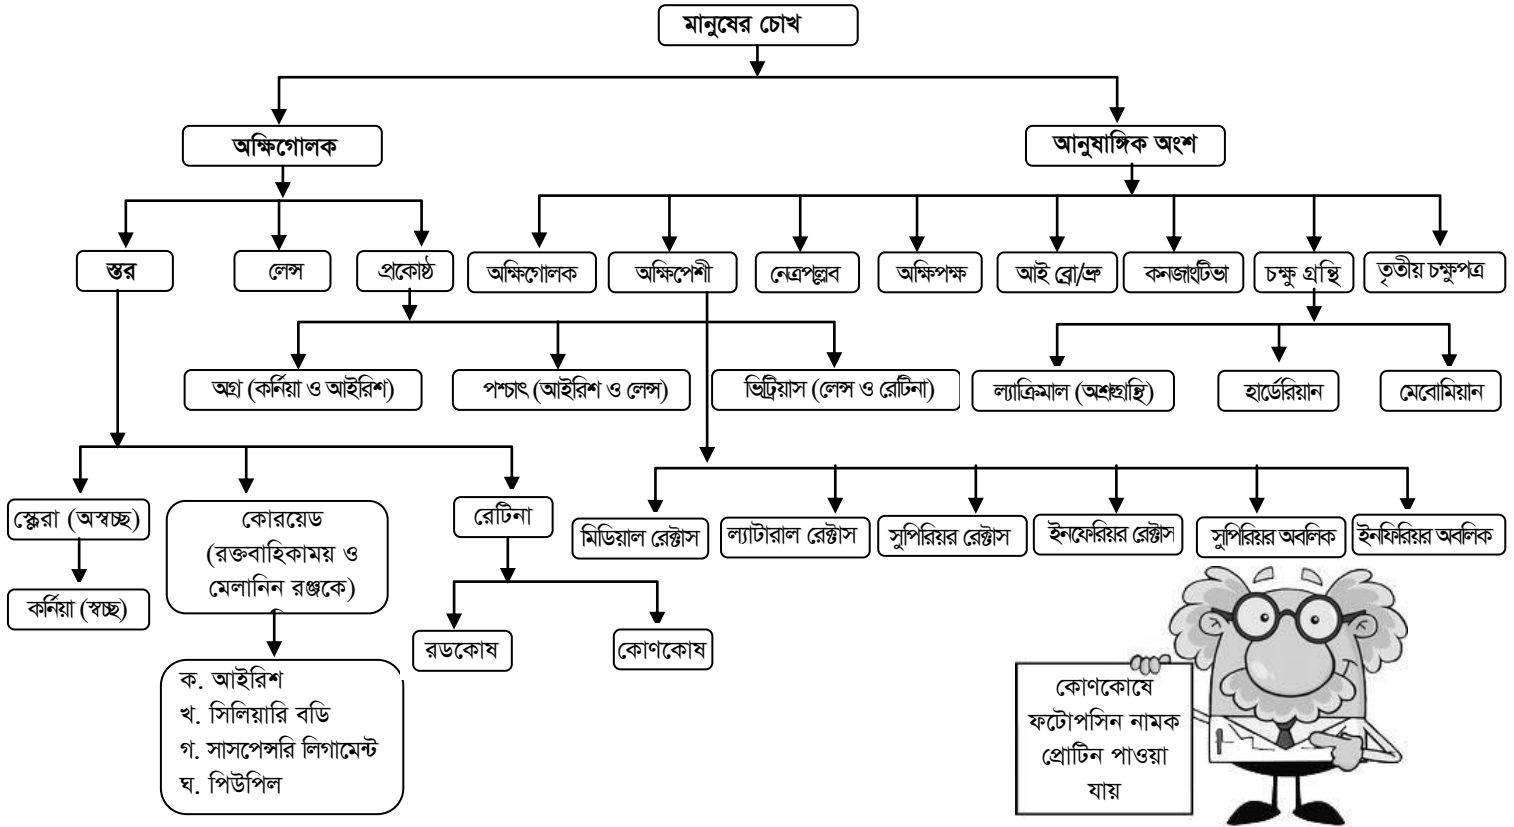 মানুষের চোখ
অক্ষিগোলক
আনুষাঙ্গিক অংশ
স্তর
লেন্স
প্রকোষ্ঠ
অক্ষিগোলক
অক্ষিপেশী
নেত্রপল্লব
অক্ষিপক্ষ
আই ব্রো/ভ্রু
কনজাংটিভা
চক্ষু গ্রন্থি
তৃতীয় চক্ষুপত্র
অগ্র (কর্নিয়া ও আইরিশ)
পশ্চাৎ (আইরিশ ও লেন্স)
ভিট্রিয়াস (লেন্স ও রেটিনা)
ল্যাক্রিমাল (অশ্রুগ্রন্থি)
হার্ডেরিয়ান
মেবোমিয়ান
স্ক্লেরা (অস্বচ্ছ)
কর্নিয়া (স্বচ্ছ)
কোরয়েড
(রক্তবাহিকাময় ও
মেলানিন রঞ্জকে)
ক. আইরিশ
খ. সিলিয়ারি বডি
গ. সাসপেন্সরি লিগামেন্ট
ঘ. পিউপিল
রেটিনা
রডকোষ
কোণকোষ
মিডিয়াল রেক্টাস
ল্যাটারাল রেক্টাস
সুপিরিয়র রেক্টাস
ইনফেরিয়র রেক্টাস
সুপিরিয়র অবলিক
ইনফিরিয়র অবলিক
কোণকোষে
ফটোপসিন নামক
প্রোটিন পাওয়া
যায়